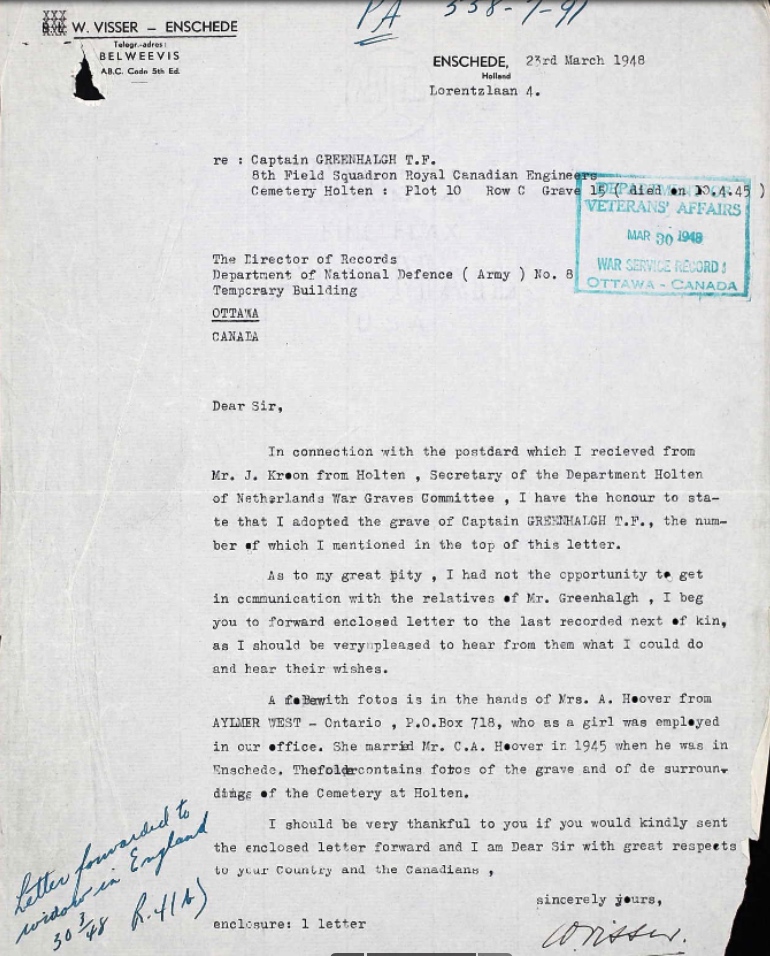 PA 558-7-91
W. VISSER – ENSCHEDE
Telegr.-adres:
BELWEEVIS
A.B.C. Code 5th Ed.
ENSCHEDE, 23rd March 1948
Holland
Lorentzlaan 4.
re : Captain GREENHALGH T.F.
8th Field Squadron Royal Canadian Engineers
Cemetery Holten : Plot 10 Row C Grave 15 ( died on 10.4.45 )
DEPARTMENT OF
VETERANS' AFFAIRS
MAR 30 1948
WAR SERVICE RECORDS
OTTAWA - CANADA
The Director of Records
Department of National Defence ( Army ) No. 8
Temporary Building
OTTAWA
CANADA
Dear Sir,
In connection with the postdard which I recieved from
Mr. J. Kroon from Holten , Secretary of the Department Holten
of Netherlands War Graves Committee , I have the honour to sta-
te that I adopted the grave of Captain GREENHALGH T.F., the num-
ber of which I mentioned in the top of this letter.
As to my great pity , I had not the opportunity to get
in communication with the relatives of Mr. Greenhalgh , I beg
you to forward enclosed letter to the last recorded next of kin,
as I should be very pleased to hear from them what I could do
and hear their wishes.
A with fotos is in the hands of Mrs. A. Hoover from
AYLMER WEST - Ontario , P.O.Box 718, who as a girl was employed
in our office. She married Mr. C.A. Hoover in 1945 when he was in
Enschede. The folder contains fotos of the grave and of de surroun-
dings of the Cemetery at Holten.
I should be very thankful to you if you would kindly sent
the enclosed letter forward and I am Dear Sir with great respects
to your Country and the Canadians ,
sincerely yours,
enclosure: 1 letter
W Visser.
Letter forwarded to
widow in England
30 3/48 R.4(b)